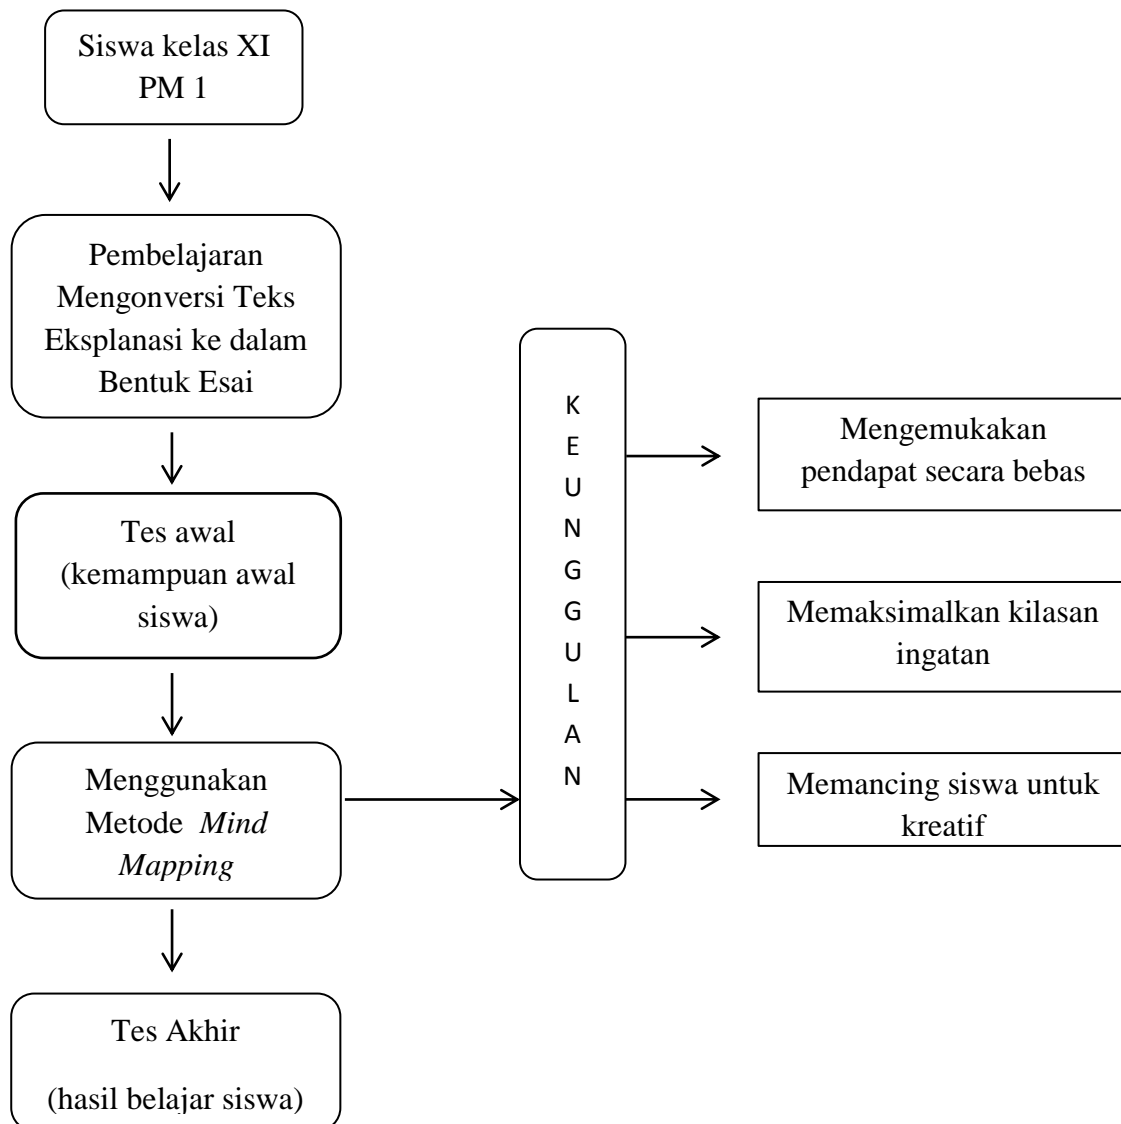 Siswa kelas XI
PM 1
Pembelajaran
Mengonversi Teks
Eksplanasi ke dalam
Bentuk Esai
Tes awal
(kemampuan awal
siswa)
Menggunakan
Metode Mind
Mapping
Tes Akhir
(hasil belajar siswa)
K
E
U
N
G
G
U
L
A
N
Mengemukakan
pendapat secara bebas
Memaksimalkan kilasan
ingatan
Memancing siswa untuk
kreatif